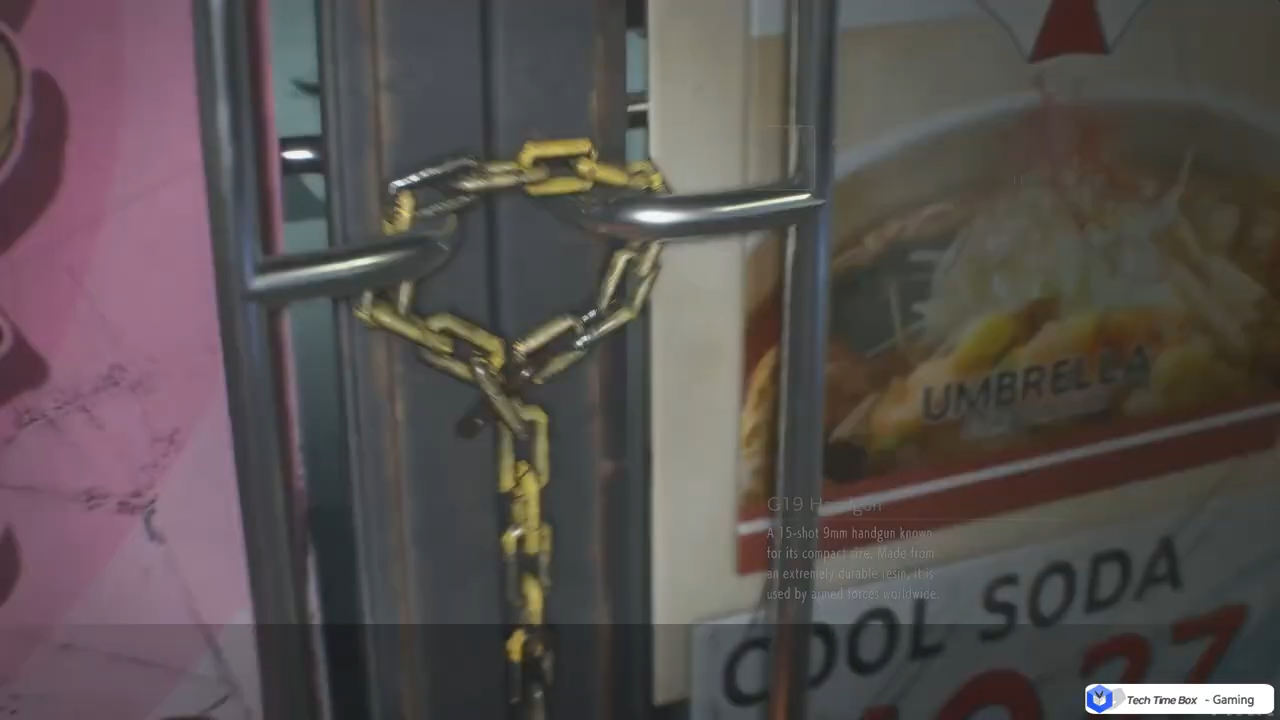 UMBRELLA
G19 Handgun
A 15-shot 9mm handgun known
for its compact size. Made from
an extremely durable resin, it is
used by armed forces worldwide.
COOL SODA
Tech Time Box - Gaming